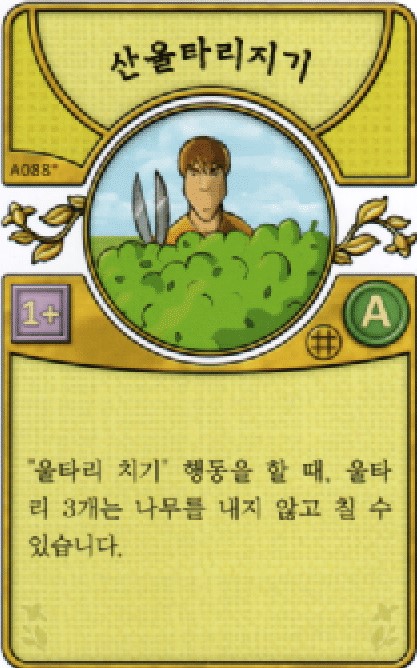 산울타리지기
A088*
1+
A
"울타리 치기" 행동을 할 때, 울타
리 3개는 나무를 내지 않고 칠 수
있습니다.